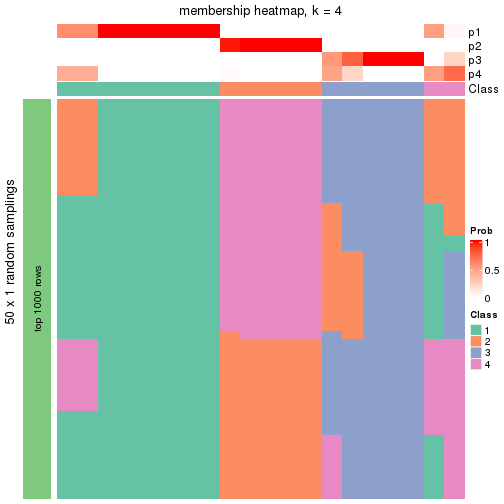 membership heatmap, k = 4
p1
p2
p3
p4
Class
50 x 1 random samplings
top 1000 rows
Prob
1
0.5
0
Class
1
2
3
4